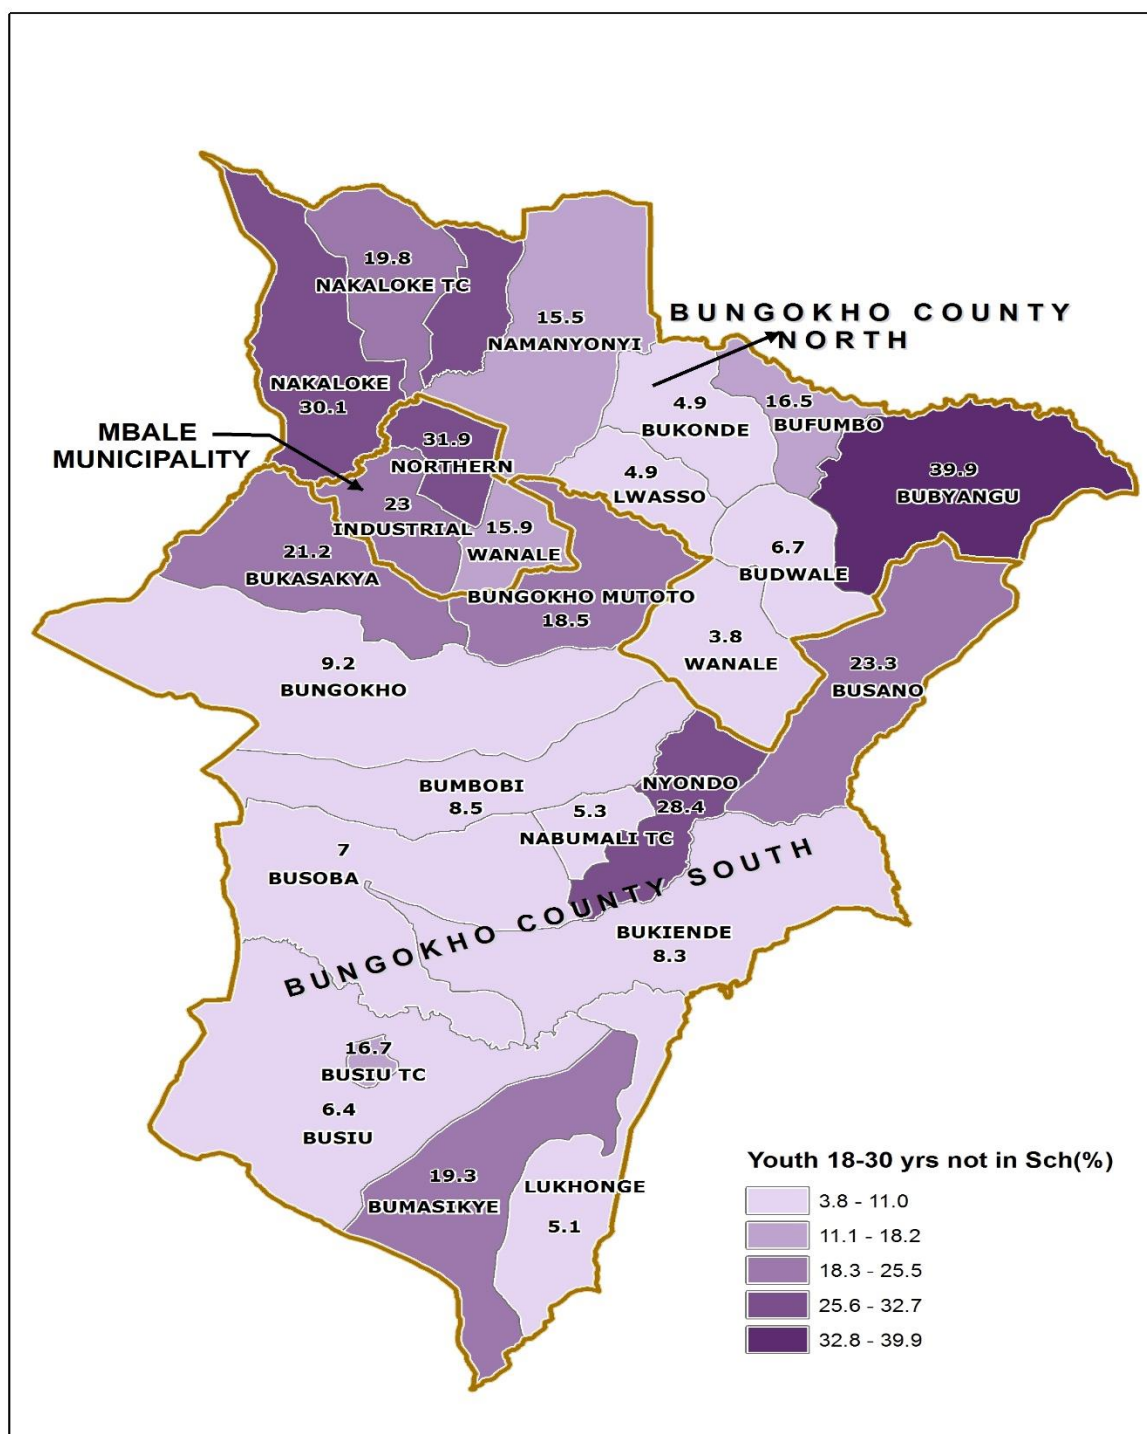 19.8
NAKALOKE TC
15.5
NAMANYONYI
BUNGOKHO COUNTY
NORTH
NAKALOKE
30.1
4.9
BUKONDE
16.5
BUFUMBO
MBALE
MUNICIPALITY
31.9
NORTHERN
4.9
LWASSO
39.9
BUBYANGU
23
INDUSTRIAL
15.9
WANALE
21.2
BUKASAKYA
6.7
BUDWALE
BUNGOKHO MUTOTO
18.5
3.8
WANALE
9.2
BUNGOKHO
23.3
BUSANO
BUMBOBI
8.5
NYONDO
28.4
5.3
NABUMALI TC
7
BUSOBA
BUNGOKHO COUNTY SOUTH
BUKIENDE
8.3
16.7
BUSIU TC
6.4
BUSIU
19.3
BUMASIKYE
LUKHONGE
5.1
Youth 18-30 yrs not in Sch(%)
3.8 - 11.0
11.1 - 18.2
18.3 - 25.5
25.6 - 32.7
32.8 - 39.9